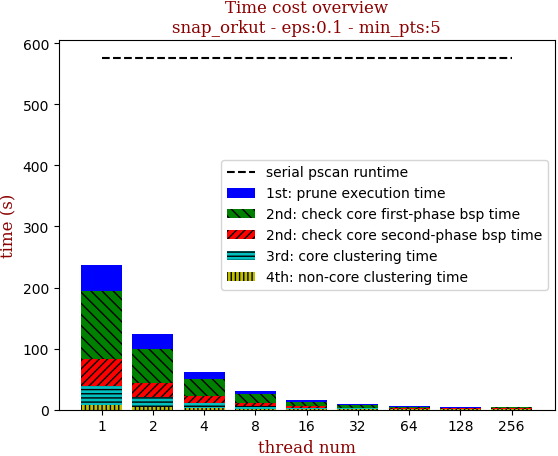 Time cost overview
snap_orkut - eps:0.1 - min_pts:5
600
500
400
300
200
100
0
time (s)
serial pscan runtime
1st: prune execution time
2nd: check core first-phase bsp time
2nd: check core second-phase bsp time
3rd: core clustering time
4th: non-core clustering time
1 2 4 8 16 32 64 128 256
thread num